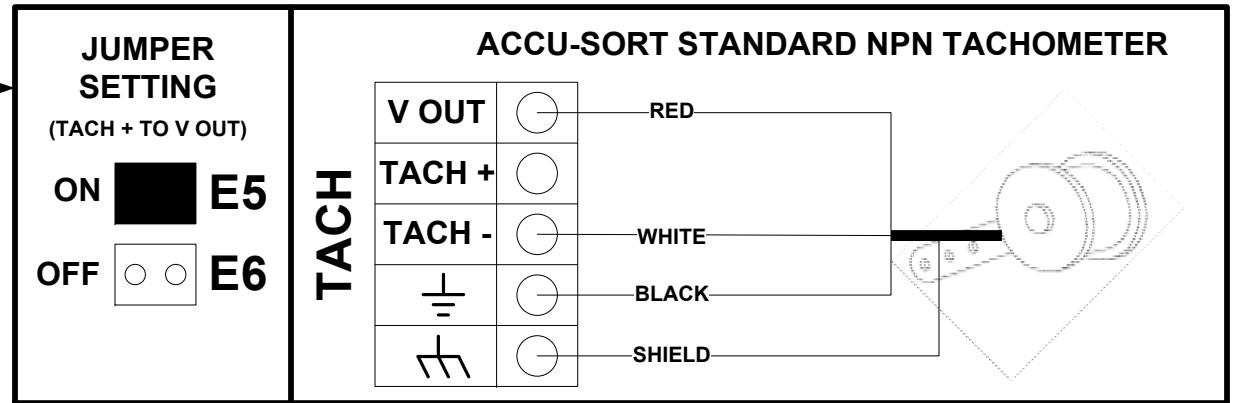 JUMPER
SETTING
(TACH + TO V OUT)
ON E5
OFF E6
ACCU-SORT STANDARD NPN TACHOMETER
TACH
V OUT RED
TACH +
TACH - WHITE
BLACK
SHIELD